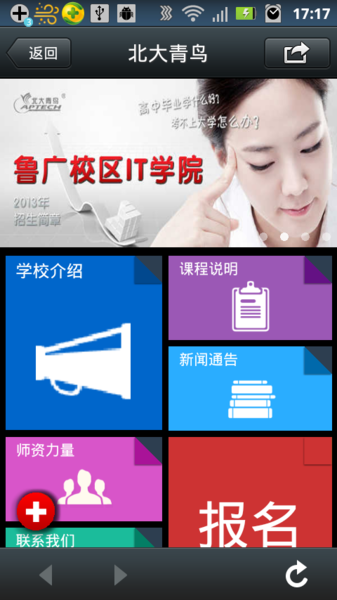 17:17
返回
北大青鸟
北大青鸟
APTECH
高中毕业学什么好?
考不上大学怎么办?
鲁广校区IT学院
2013年
招生简章
学校介绍
课程说明
新闻通告
师资力量
报名
联系我们